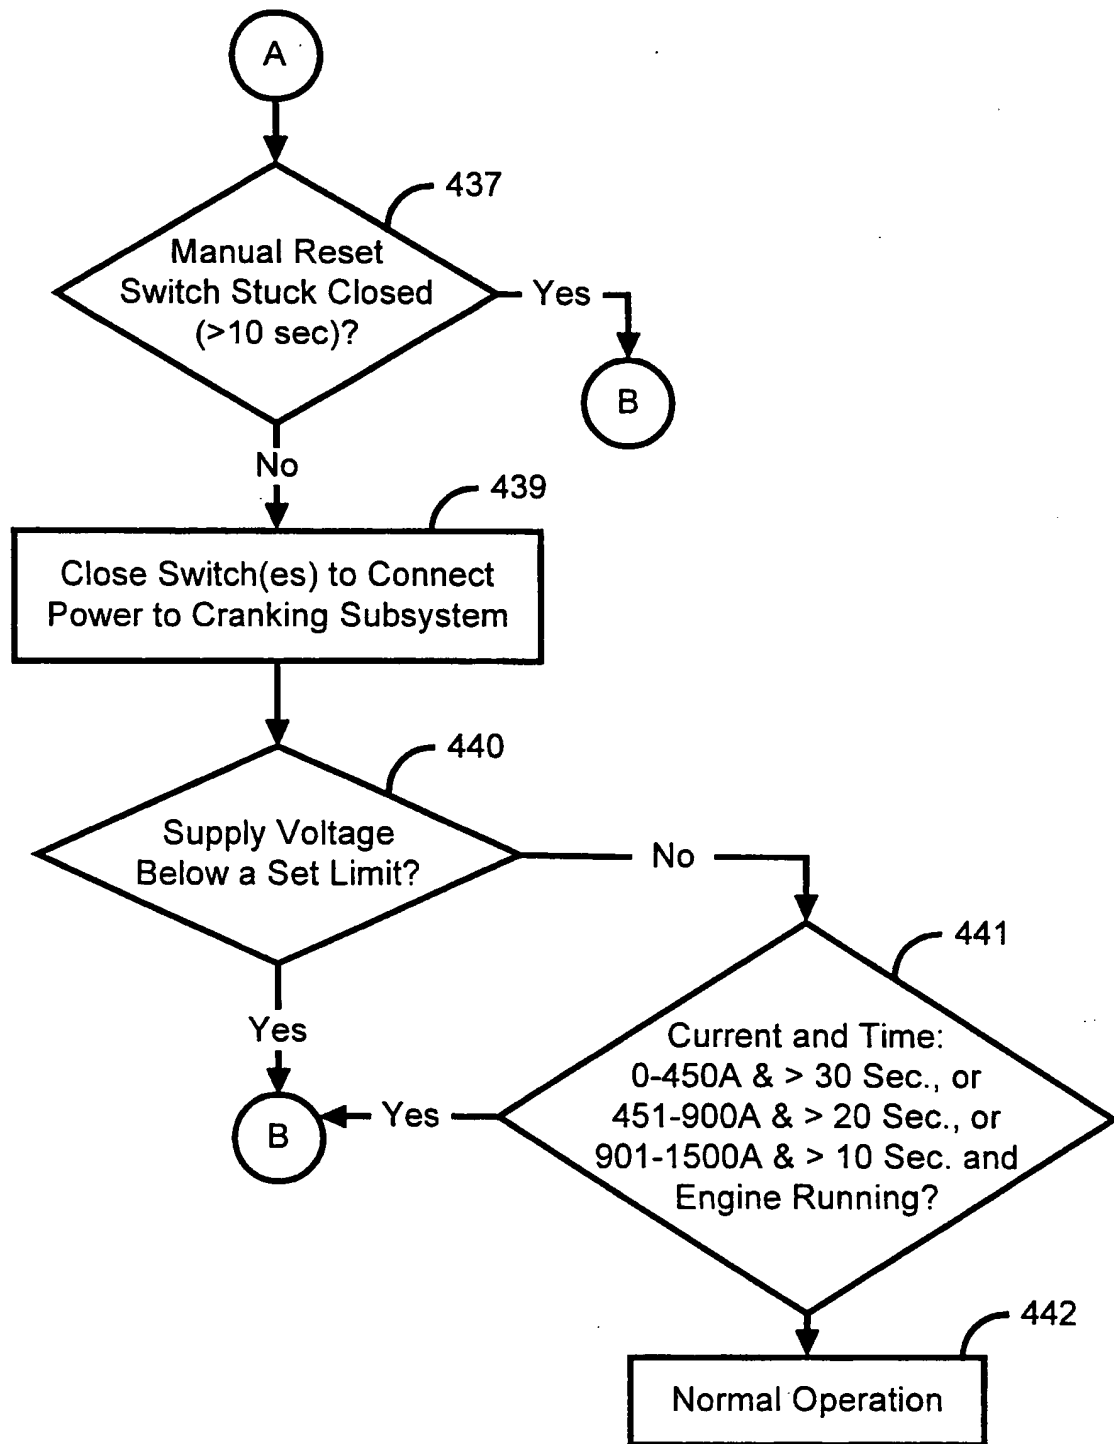 A
437
Manual Reset
Switch Stuck Closed
(>10 sec)?
Yes
B
No
439
Close Switch(es) to Connect
Power to Cranking Subsystem
440
Supply Voltage
Below a Set Limit?
No
441
Yes
Current and Time:
0-450A & > 30 Sec., or
451-900A & > 20 Sec., or
901-1500A & > 10 Sec. and
Engine Running?
Yes
B
442
Normal Operation